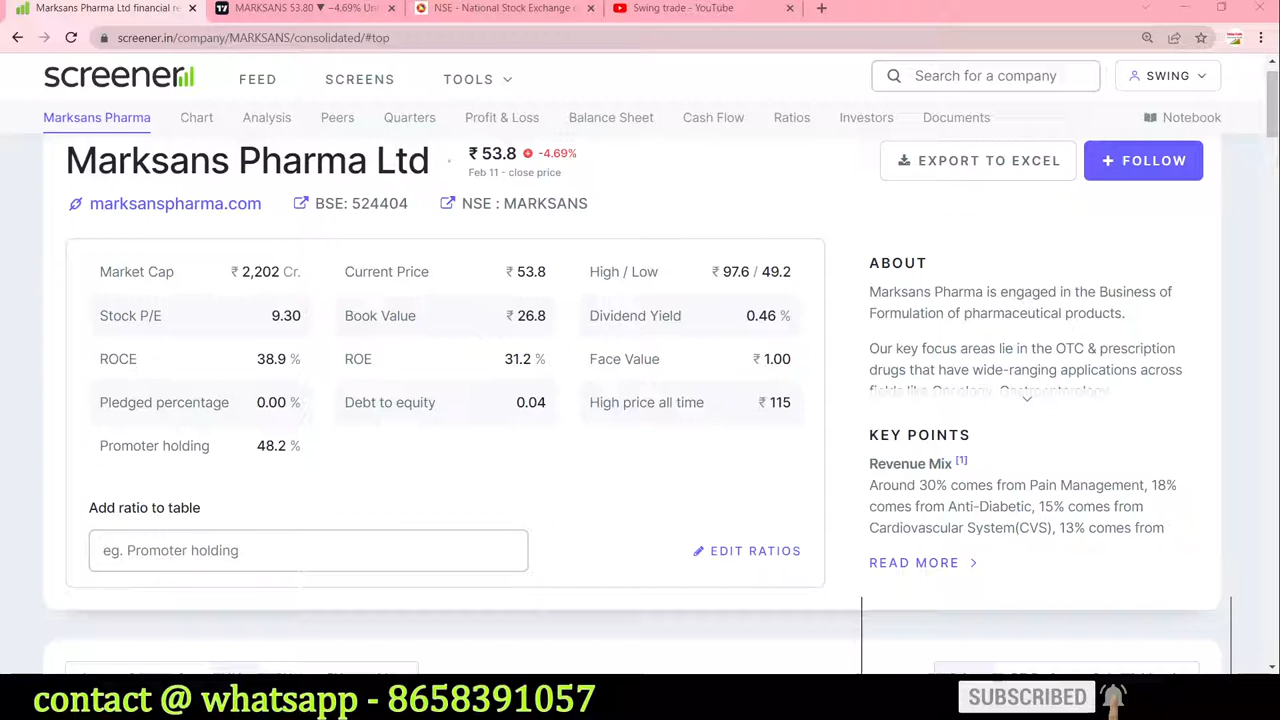 Marksans Pharma Ltd financial re
MARKSANS 53.80 ▼ −4.69% Un
NSE - National Stock Exchange o
Swing trade - YouTube
screener.in/company/MARKSANS/consolidated/#top
screener
FEED
SCREENS
TOOLS
Search for a company
SWING
Marksans Pharma
Chart
Analysis
Peers
Quarters
Profit & Loss
Balance Sheet
Cash Flow
Ratios
Investors
Documents
Notebook
Marksans Pharma Ltd
₹ 53.8 -4.69%
Feb 11 - close price
EXPORT TO EXCEL
+ FOLLOW
marksanspharma.com
BSE: 524404
NSE : MARKSANS
Market Cap ₹ 2,202 Cr.
Current Price ₹ 53.8
High / Low ₹ 97.6 / 49.2
Stock P/E 9.30
Book Value ₹ 26.8
Dividend Yield 0.46 %
ROCE 38.9 %
ROE 31.2 %
Face Value ₹ 1.00
Pledged percentage 0.00 %
Debt to equity 0.04
High price all time ₹ 115
Promoter holding 48.2 %
Add ratio to table
eg. Promoter holding
EDIT RATIOS
ABOUT
Marksans Pharma is engaged in the Business of
Formulation of pharmaceutical products.
Our key focus areas lie in the OTC & prescription
drugs that have wide-ranging applications across
fields like Oncology, Gastroenterology,
KEY POINTS
Revenue Mix [1]
Around 30% comes from Pain Management, 18%
comes from Anti-Diabetic, 15% comes from
Cardiovascular System(CVS), 13% comes from
READ MORE
contact @ whatsapp - 8658391057
SUBSCRIBED